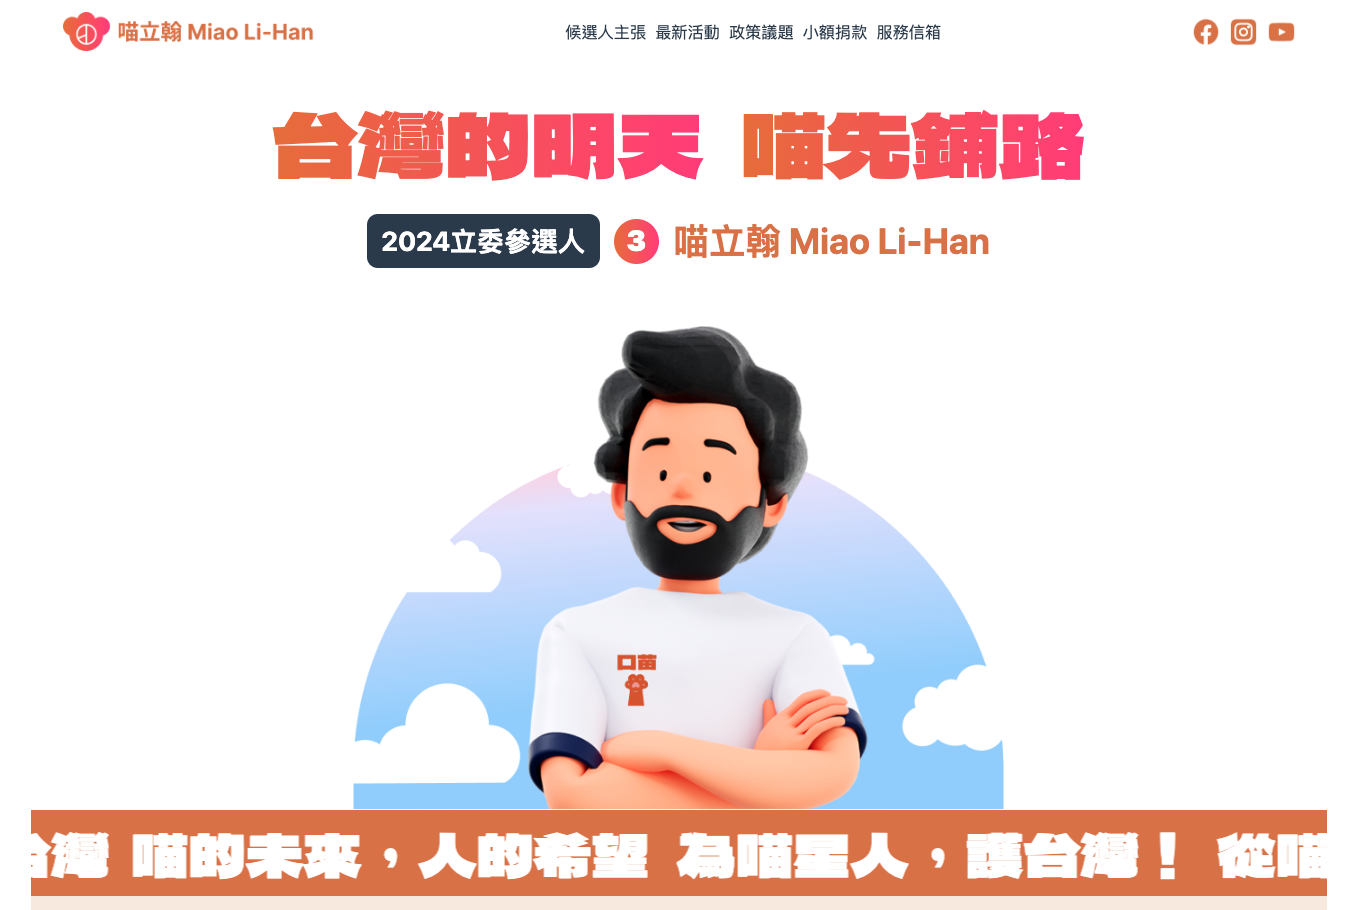 喵立翰 Miao Li-Han
候選人主張 最新活動 政策議題 小額捐款 服務信箱
台灣的明天 喵先鋪路
2024立委參選人 3 喵立翰 Miao Li-Han
口苗
台灣 喵的未來，人的希望 為喵星人，護台灣！ 從喵